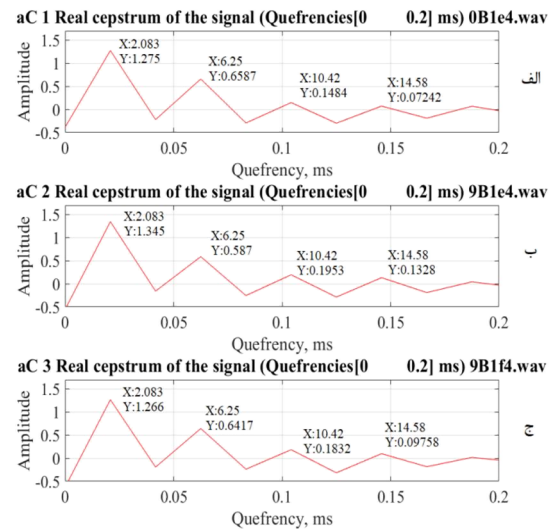 aC 1 Real cepstrum of the signal (Quefrencies[0 0.2] ms) 0B1e4.wav
1.5
1
0.5
0
-0.5
Amplitude
X:2.083
Y:1.275
X:6.25
Y:0.6587
X:10.42
Y:0.1484
X:14.58
Y:0.07242
الف
0 0.05 0.1 0.15 0.2
Quefrency, ms
aC 2 Real cepstrum of the signal (Quefrencies[0 0.2] ms) 9B1e4.wav
1.5
1
0.5
0
-0.5
Amplitude
X:2.083
Y:1.345
X:6.25
Y:0.587
X:10.42
Y:0.1953
X:14.58
Y:0.1328
0 0.05 0.1 0.15 0.2
Quefrency, ms
aC 3 Real cepstrum of the signal (Quefrencies[0 0.2] ms) 9B1f4.wav
1.5
1
0.5
0
-0.5
Amplitude
X:2.083
Y:1.266
X:6.25
Y:0.6417
X:10.42
Y:0.1832
X:14.58
Y:0.09758
ج
0 0.05 0.1 0.15 0.2
Quefrency, ms